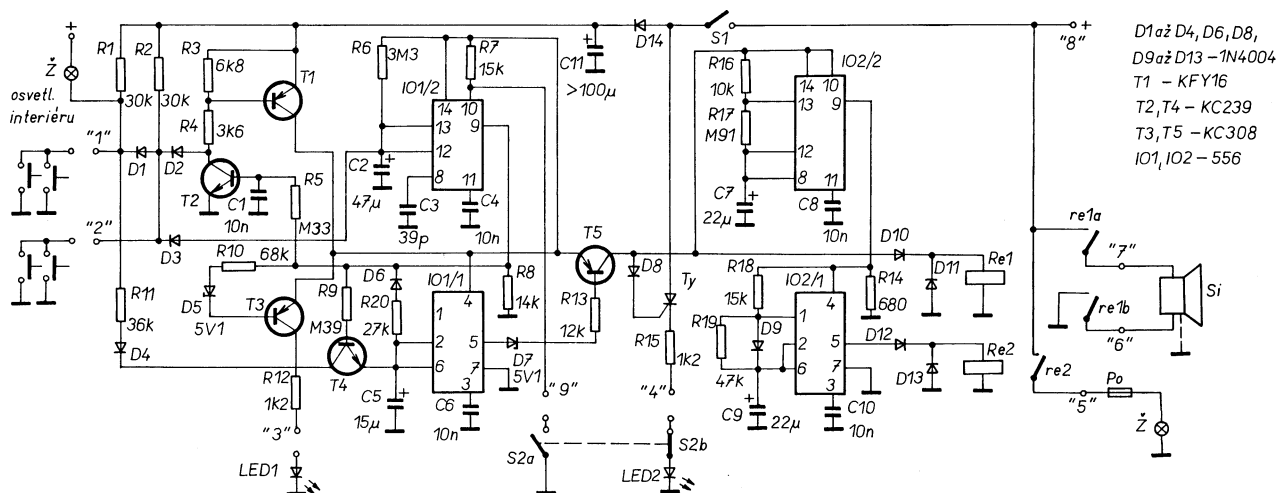 +
Ž
osvetl.
interiéru
"1"
"2"
R1
30k
R2
30k
R3
6k8
R4
3k6
T1
D1
D2
T2
C1
10n
R5
M33
D3
R10
68k
D5
5V1
T3
R11
36k
D4
R12
1k2
"3"
LED1
R6
3M3
R7
15k
IO1/2
14
10
13
9
12
8
11
C2
+
47µ
C3
39p
C4
10n
R9
M39
T4
D6
R20
27k
C5
+
15µ
IO1/1
4
1
2
5
6
7
3
C6
10n
R8
14k
D7
5V1
"9"
S2a
C11
+
>100µ
D14
S1
T5
R13
12k
D8
Ty
R15
1k2
"4"
S2b
LED2
R16
10k
R17
M91
IO2/2
14
10
13
9
12
8
11
C7
+
22µ
C8
10n
R18
15k
R19
47k
D9
C9
+
22µ
IO2/1
4
1
2
5
6
7
3
C10
10n
R14
680
D10
D11
Re1
D12
D13
Re2
"8"
+
re1a
"7"
re1b
"6"
Si
re2
"5"
Po
Ž
D1 až D4, D6, D8,
D9 až D13 – 1N4004
T1 – KFY16
T2, T4 – KC239
T3, T5 – KC308
IO1, IO2 – 556